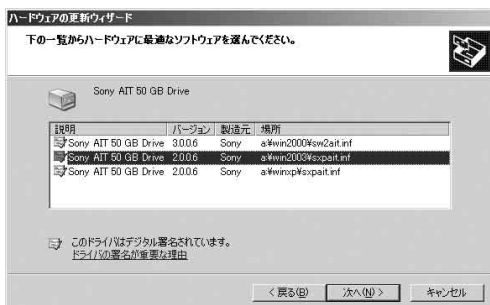 ハードウェアの更新ウィザード
下の一覧からハードウェアに最適なソフトウェアを選んでください。
Sony AIT 50 GB Drive
説明 バージョン 製造元 場所
Sony AIT 50 GB Drive 3.0.0.6 Sony a:¥win2000¥sw2ait.inf
Sony AIT 50 GB Drive 2.0.0.6 Sony a:¥win2003¥sxpait.inf
Sony AIT 50 GB Drive 2.0.0.6 Sony a:¥winxp¥sxpait.inf
このドライバはデジタル署名されています。
ドライバの署名が重要な理由
< 戻る(B) 次へ(N) > キャンセル